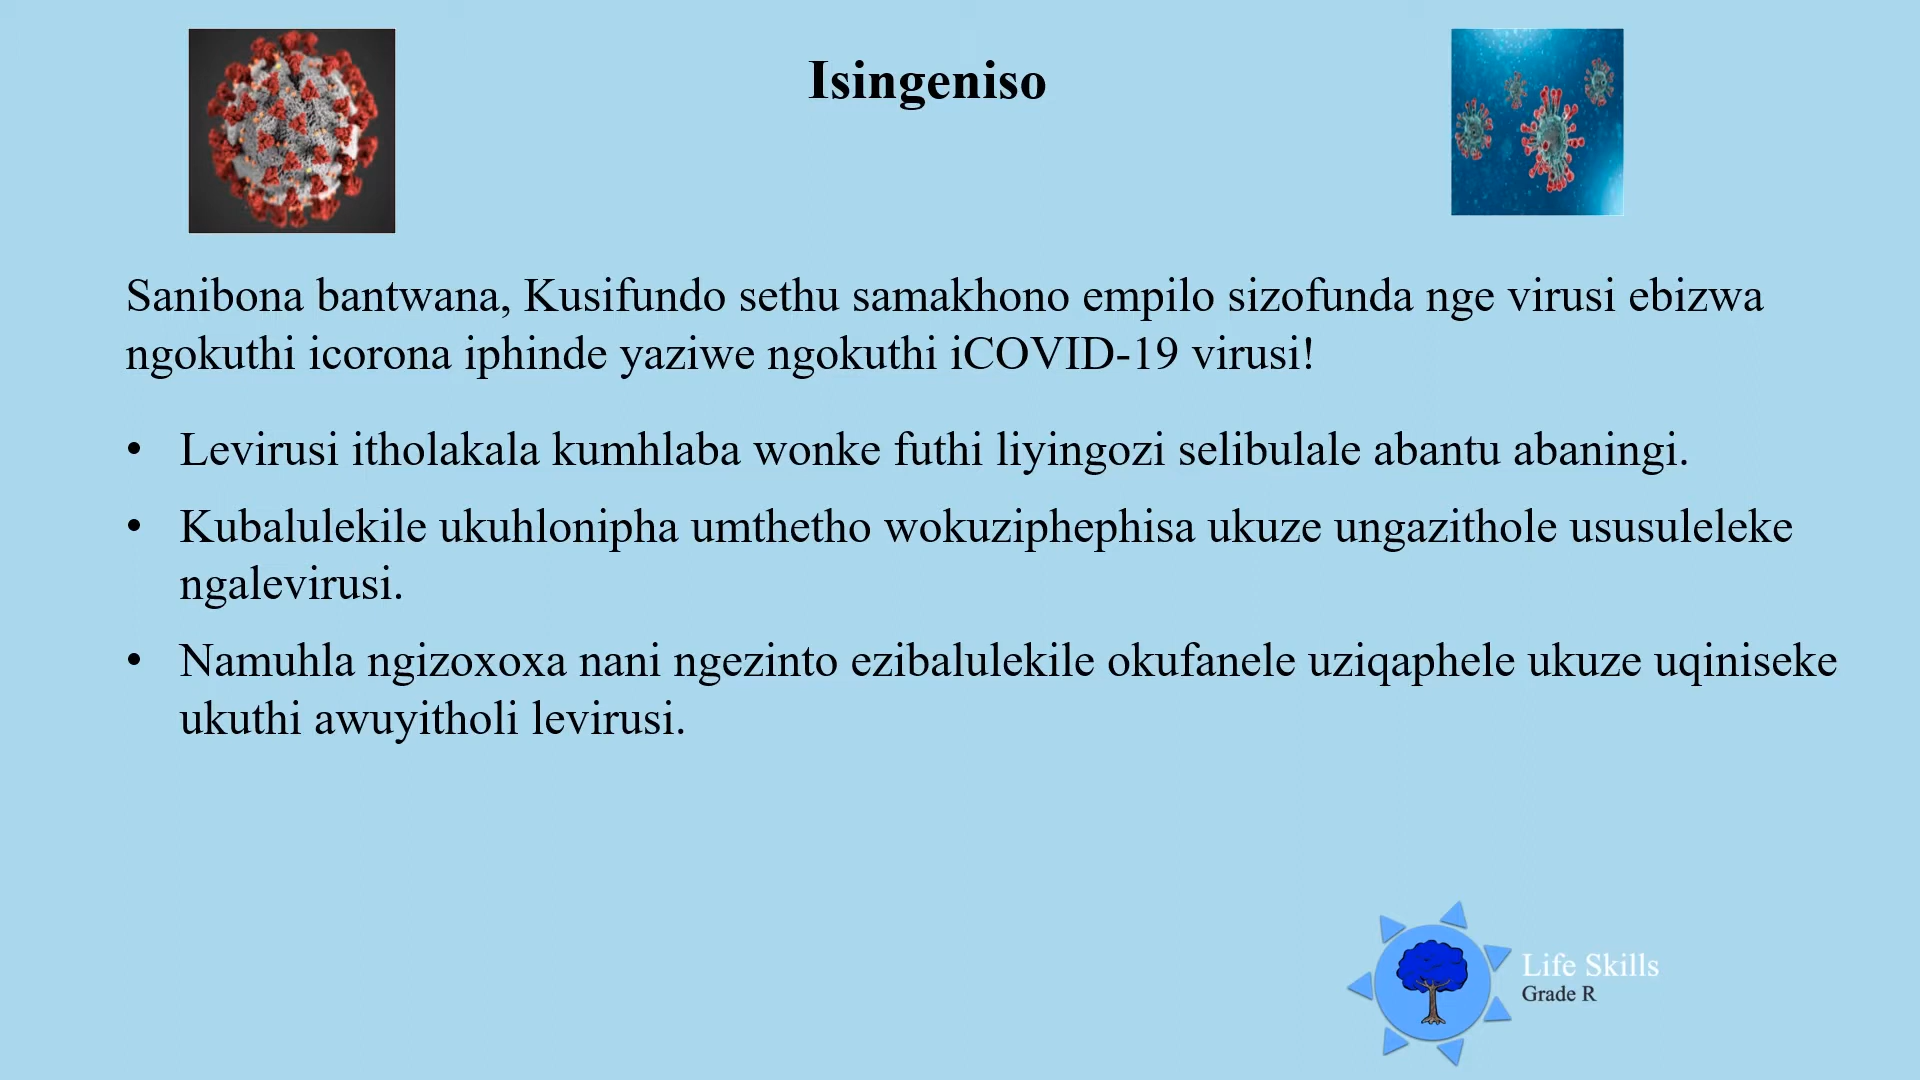 Isingeniso
Sanibona bantwana, Kusifundo sethu samakhono empilo sizofunda nge virusi ebizwa
ngokuthi icorona iphinde yaziwe ngokuthi iCOVID-19 virusi!
• Levirusi itholakala kumhlaba wonke futhi liyingozi selibulale abantu abaningi.
• Kubalulekile ukuhlonipha umthetho wokuziphephisa ukuze ungazithole ususuleleke
ngalevirusi.
• Namuhla ngizoxoxa nani ngezinto ezibalulekile okufanele uziqaphele ukuze uqiniseke
ukuthi awuyitholi levirusi.
Life Skills
Grade R